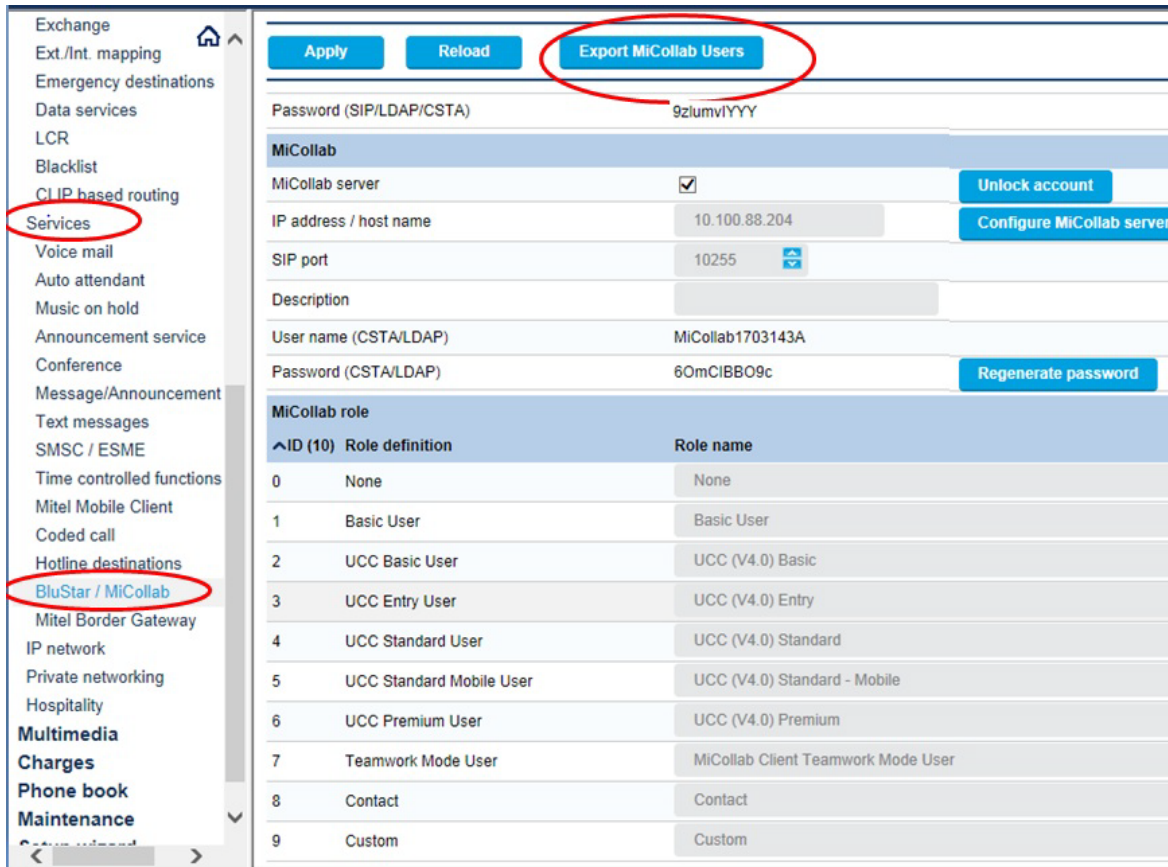 Exchange
Ext./Int. mapping
Emergency destinations
Data services
LCR
Blacklist
CLIP based routing
Services
Voice mail
Auto attendant
Music on hold
Announcement service
Conference
Message/Announcement
Text messages
SMSC / ESME
Time controlled functions
Mitel Mobile Client
Coded call
Hotline destinations
BluStar / MiCollab
Mitel Border Gateway
IP network
Private networking
Hospitality
Multimedia
Charges
Phone book
Maintenance
Apply Reload Export MiCollab Users
Password (SIP/LDAP/CSTA) 9zlumvIYYY
MiCollab
MiCollab server Unlock account
IP address / host name 10.100.88.204 Configure MiCollab server
SIP port 10255
Description
User name (CSTA/LDAP) MiCollab1703143A
Password (CSTA/LDAP) 6OmCIBBO9c Regenerate password
MiCollab role
ID (10) Role definition Role name
0 None None
1 Basic User Basic User
2 UCC Basic User UCC (V4.0) Basic
3 UCC Entry User UCC (V4.0) Entry
4 UCC Standard User UCC (V4.0) Standard
5 UCC Standard Mobile User UCC (V4.0) Standard - Mobile
6 UCC Premium User UCC (V4.0) Premium
7 Teamwork Mode User MiCollab Client Teamwork Mode User
8 Contact Contact
9 Custom Custom